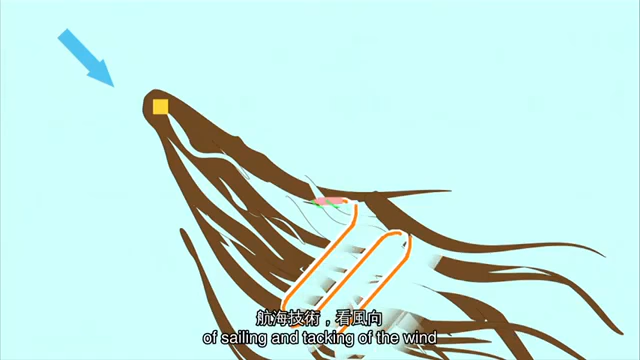 航海技術，看風向
of sailing and tacking of the wind